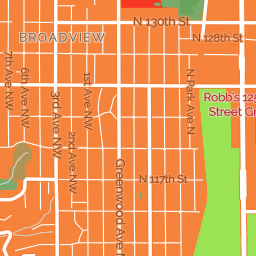 N 130th St
BROADVIEW
N 128th St
7th Ave NW
6th Ave NW
3rd Ave NW
1st Ave NW
2nd Ave NW
N Park Ave N
Robb's 125
Street Gr
Greenwood Ave
N 117th St